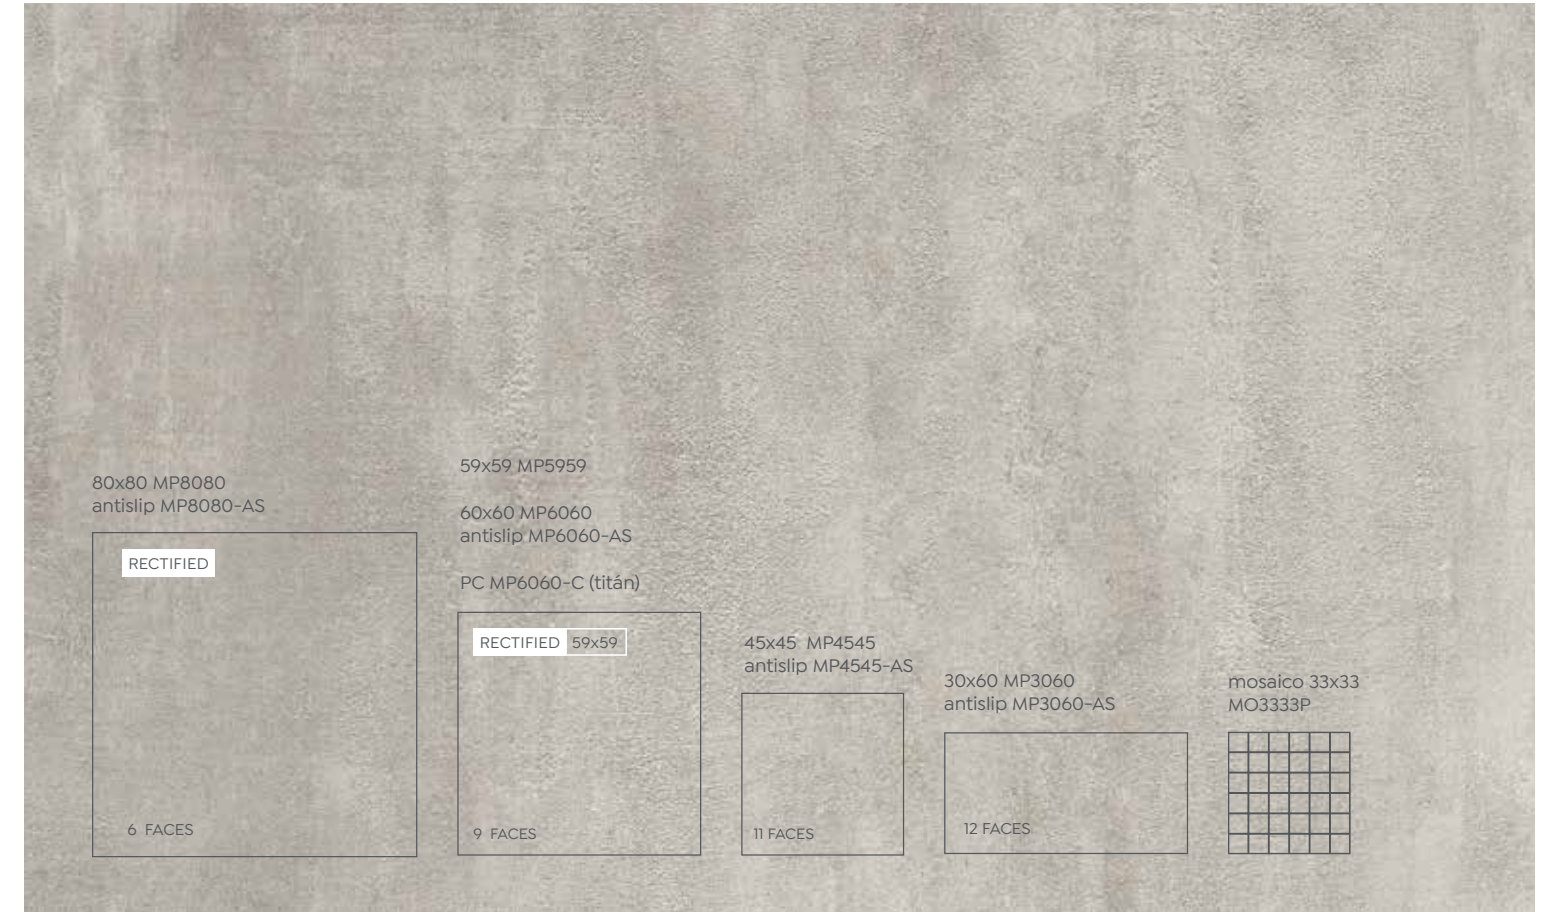 80x80 MP8080
antislip MP8080-AS
RECTIFIED
6 FACES
59x59 MP5959
60x60 MP6060
antislip MP6060-AS
PC MP6060-C (titán)
RECTIFIED 59x59
9 FACES
45x45 MP4545
antislip MP4545-AS
11 FACES
30x60 MP3060
antislip MP3060-AS
12 FACES
mosaico 33x33
MO3333P